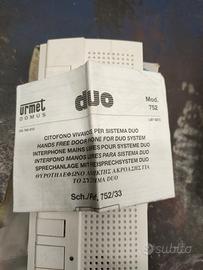 urmet
DOMUS
duo
Mod.
752
CITOFONO VIVAVOCE PER SISTEMA DUO
HANDS FREE DOOR PHONE FOR DUO SYSTEM
INTERPHONE MAINS LIBRES POUR SYSTEME DUO
INTERFONO MANOS LIBRES PARA SISTEMA DUO
SPRECHANLAGE MIT FREISPRECHSYSTEM DUO
ΘΥΡΟΤΗΛΕΦΩΝΟ ΑΝΟΙΚΤΗΣ ΑΚΡΟΑΣΗΣ ΓΙΑ
ΤΟ ΣΥΣΤΗΜΑ DUO
Sch./Ref. 752/33
subito